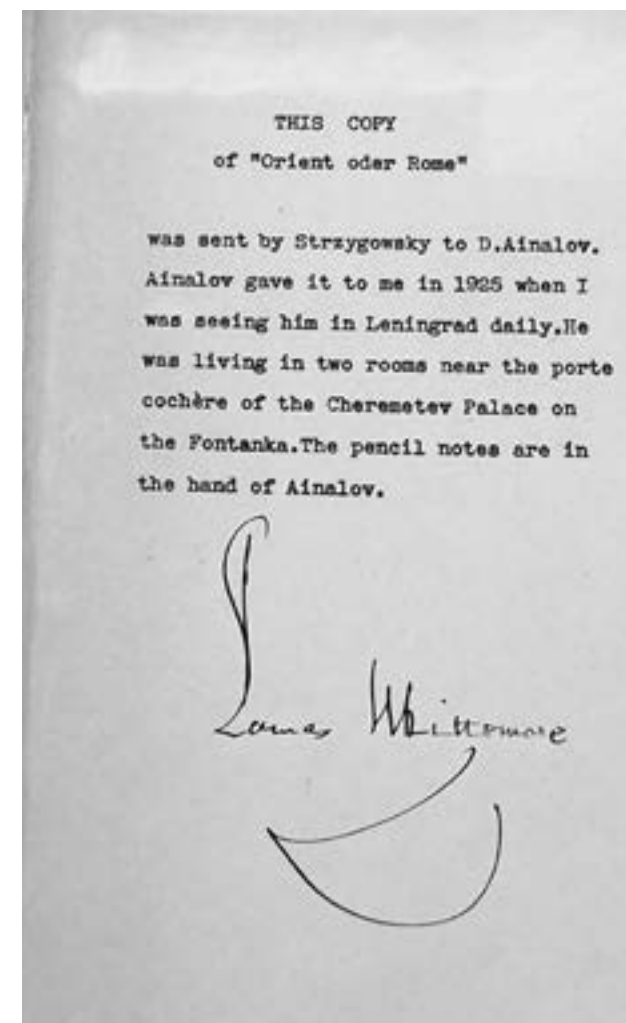 THIS COPY
of "Orient oder Rome"
was sent by Strzygowsky to D.Ainalov.
Ainalov gave it to me in 1925 when I
was seeing him in Leningrad daily.He
was living in two rooms near the porte
cochère of the Cheremetev Palace on
the Fontanka.The pencil notes are in
the hand of Ainalov.
Thomas Whittemore